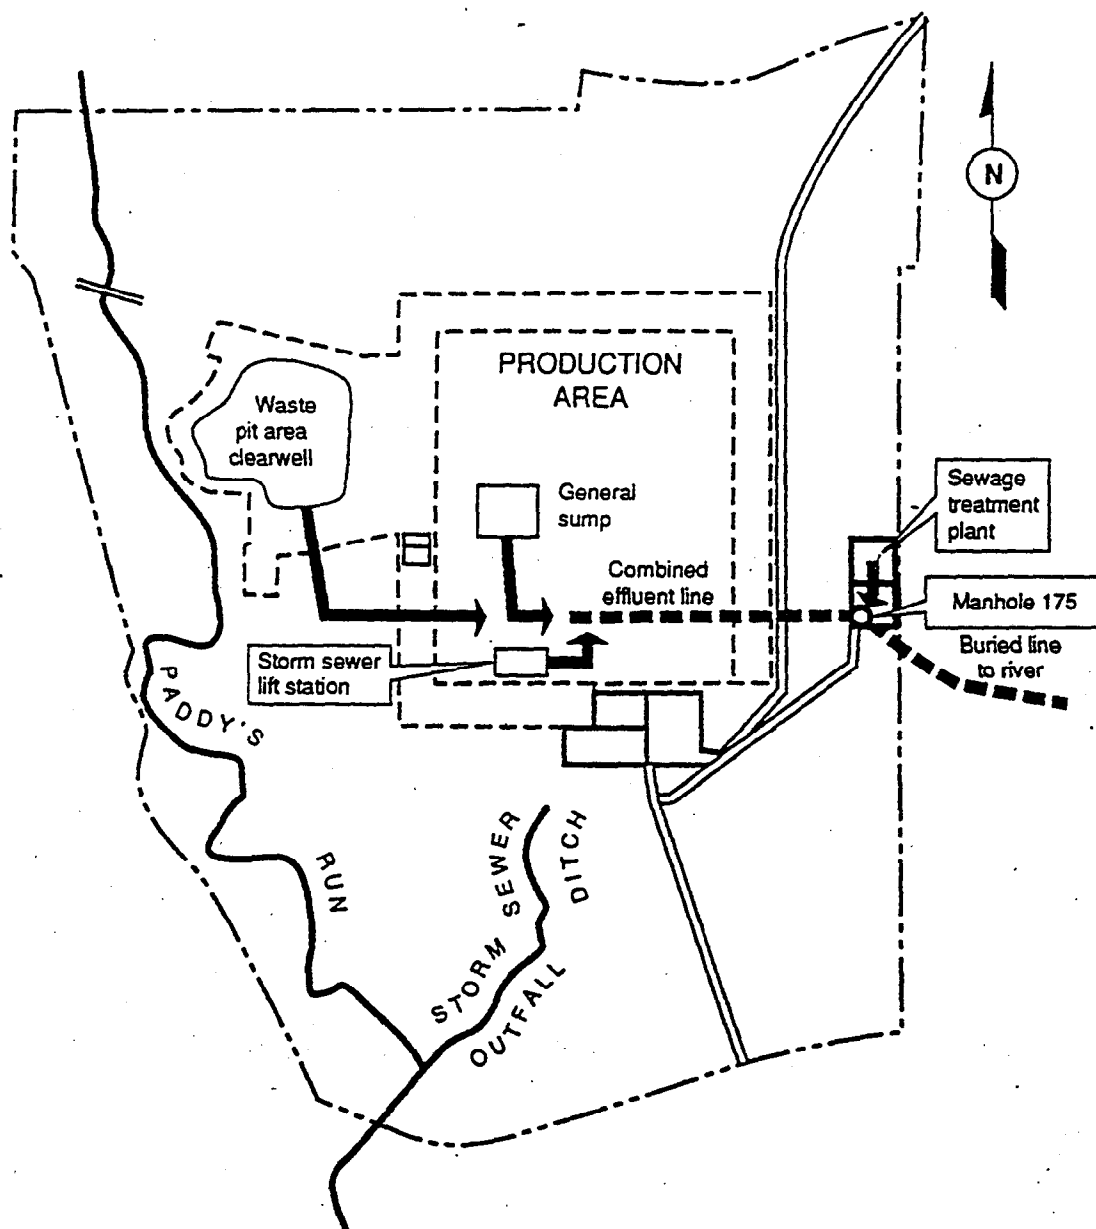 N
PRODUCTION
AREA
Waste
pit area
clearwell
General
sump
Sewage
treatment
plant
Combined
effluent line
Manhole 175
Buried line
to river
Storm sewer
lift station
PADDY'S
RUN
STORM SEWER
OUTFALL DITCH